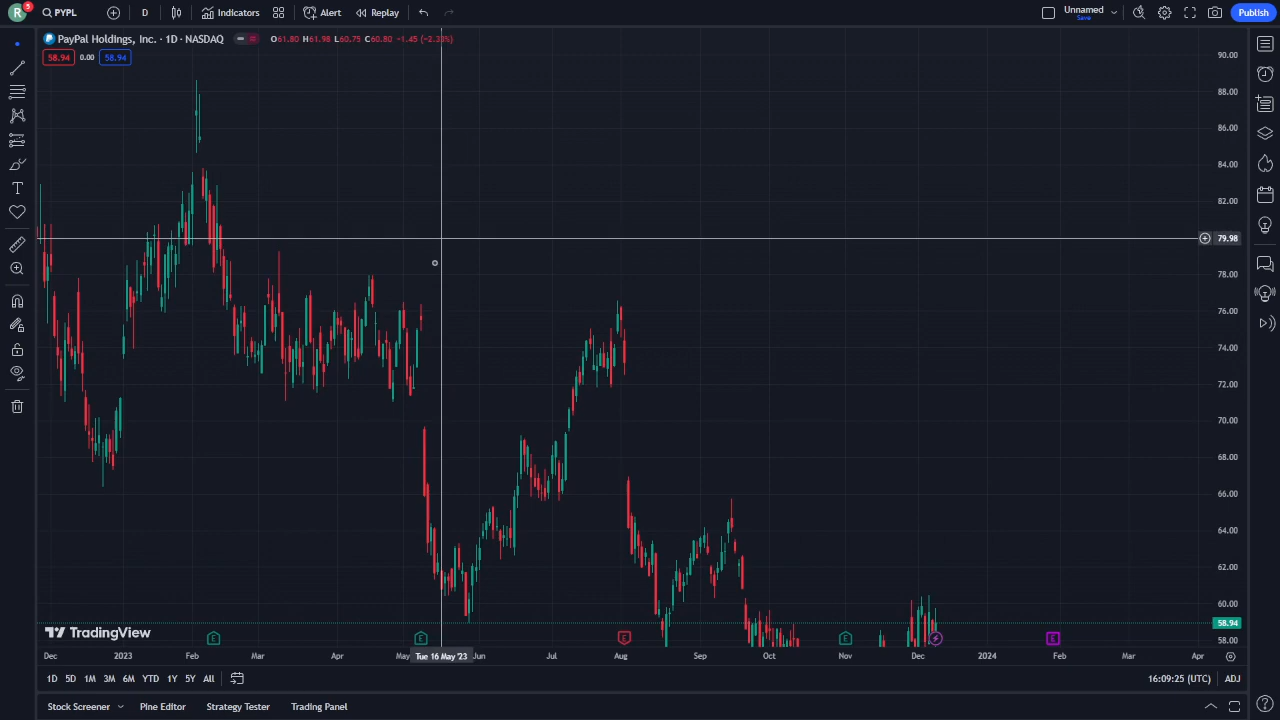 R 5 PYPL D Indicators Alert Replay Unnamed Save Publish
PayPal Holdings, Inc. · 1D · NASDAQ O61.80 H61.98 L60.75 C60.80 -1.45 (-2.33%)
58.94 0.00 58.94
90.00
88.00
86.00
84.00
82.00
79.98
78.00
76.00
74.00
72.00
70.00
68.00
66.00
64.00
62.00
60.00
58.94
58.00
TradingView
E E E E E
Dec 2023 Feb Mar Apr May Tue 16 May '23 Jun Jul Aug Sep Oct Nov Dec 2024 Feb Mar Apr
1D 5D 1M 3M 6M YTD 1Y 5Y All 16:09:25 (UTC) ADJ
Stock Screener Pine Editor Strategy Tester Trading Panel